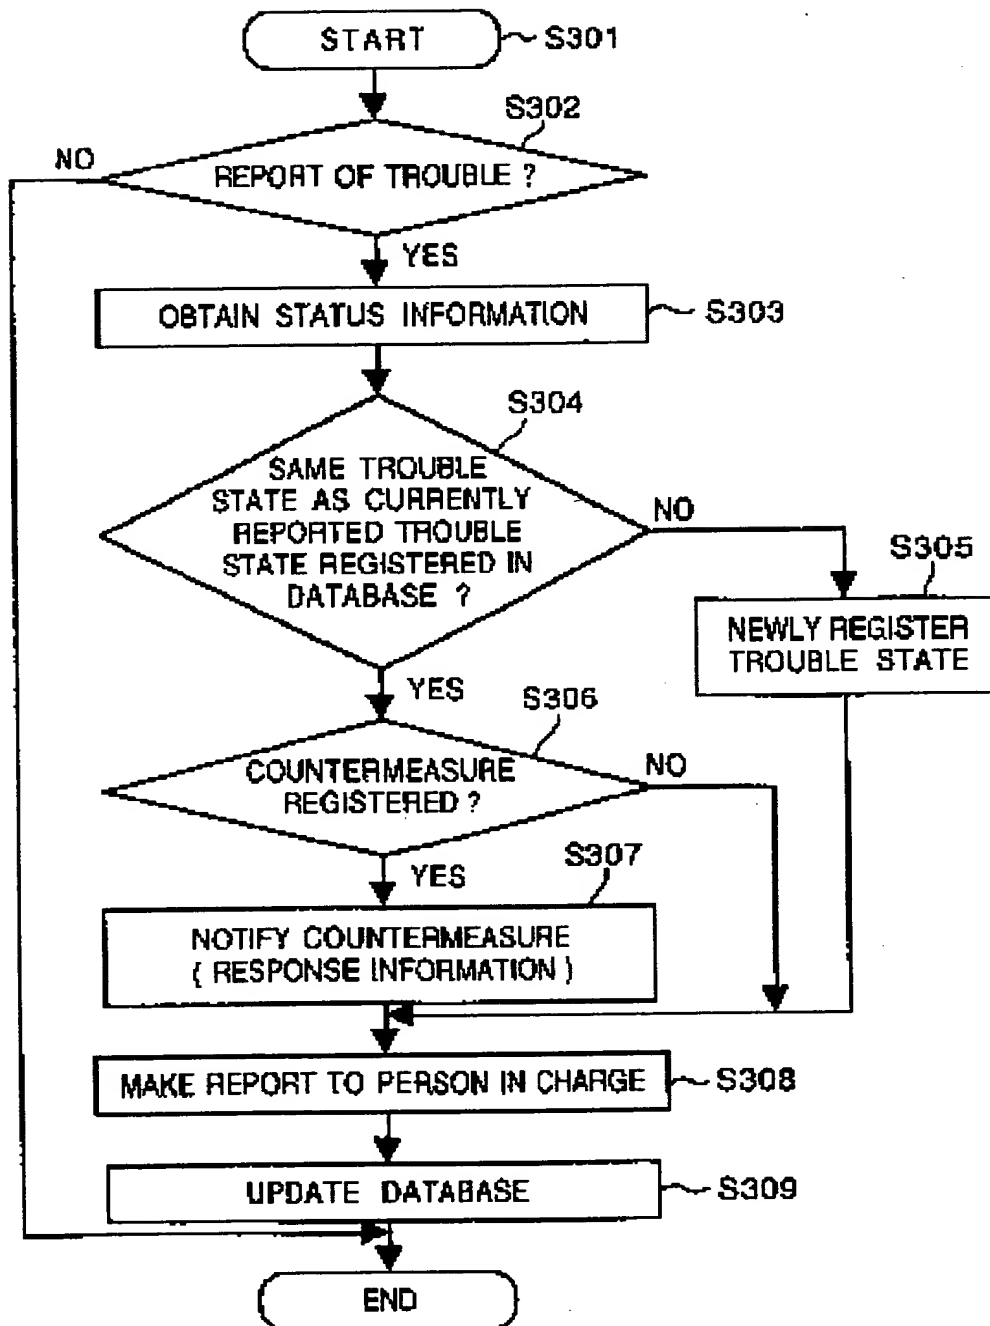 START
S301
S302
NO
REPORT OF TROUBLE ?
YES
OBTAIN STATUS INFORMATION
S303
S304
SAME TROUBLE
STATE AS CURRENTLY
REPORTED TROUBLE
STATE REGISTERED IN
DATABASE ?
NO
S305
NEWLY REGISTER
TROUBLE STATE
YES
S306
COUNTERMEASURE
REGISTERED ?
NO
YES
S307
NOTIFY COUNTERMEASURE
( RESPONSE INFORMATION )
MAKE REPORT TO PERSON IN CHARGE
S308
UPDATE DATABASE
S309
END